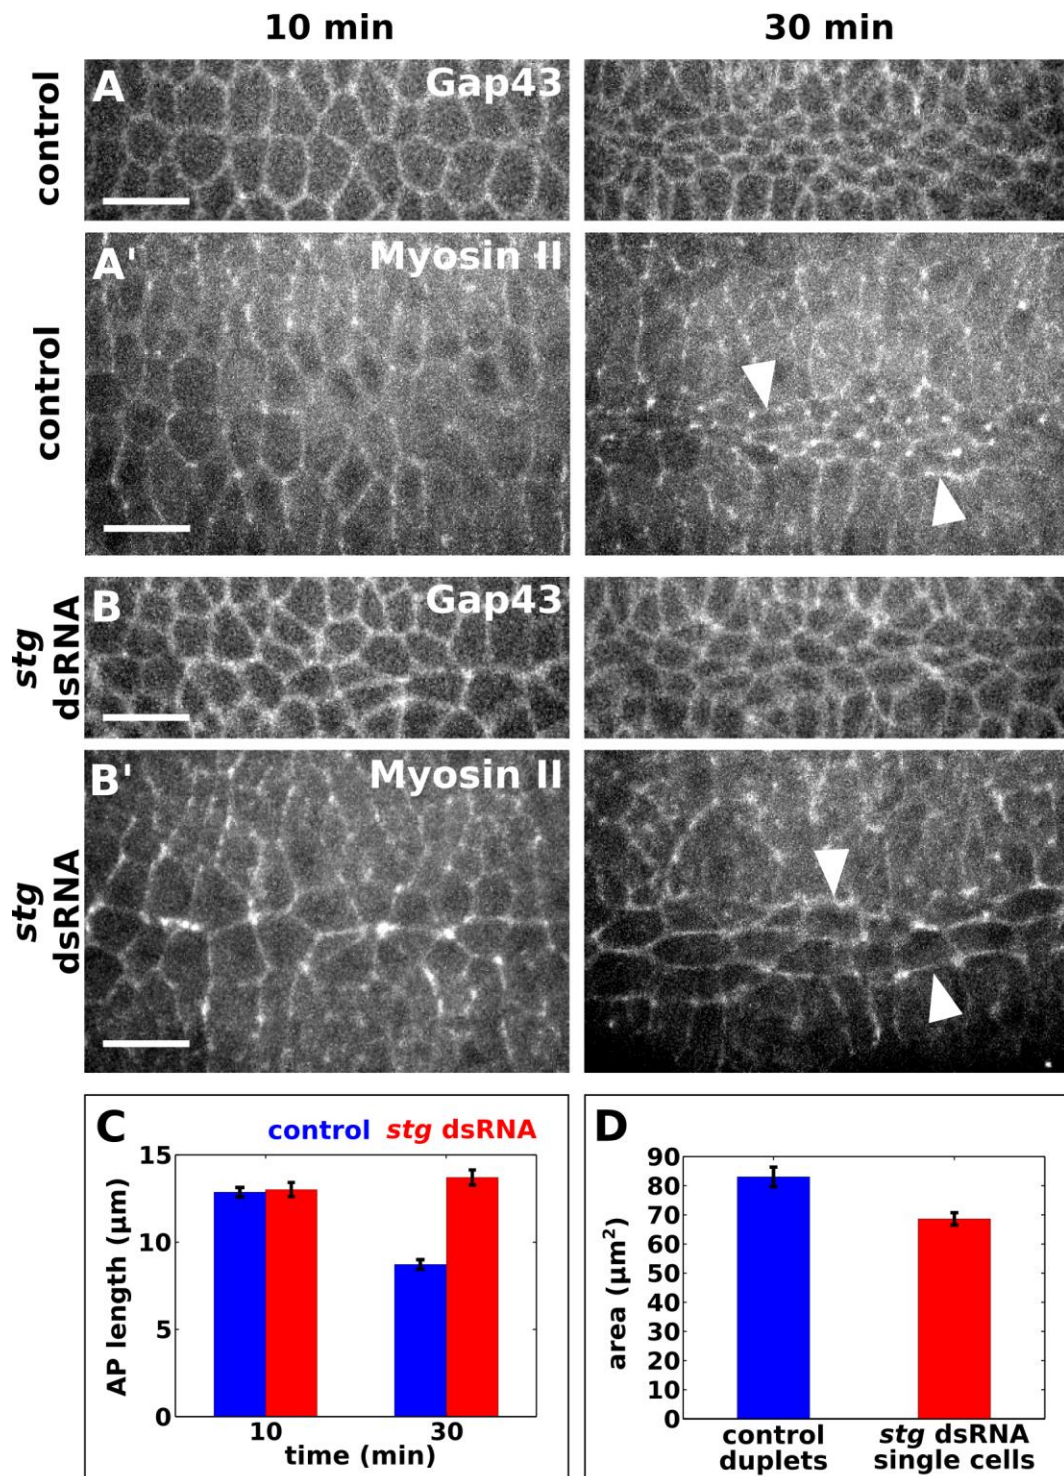 10 min
30 min
control
A
Gap43
control
A'
Myosin II
stg
dsRNA
B
Gap43
stg
dsRNA
B'
Myosin II
C
control stg dsRNA
AP length (µm)
15
10
5
0
10
30
time (min)
D
area (µm²)
90
80
70
60
50
40
30
20
10
0
control
duplets
stg dsRNA
single cells